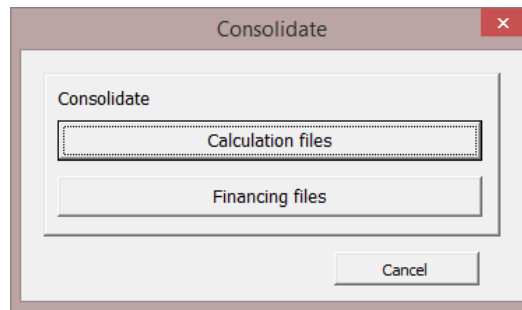 Consolidate
Consolidate
Calculation files
Financing files
Cancel